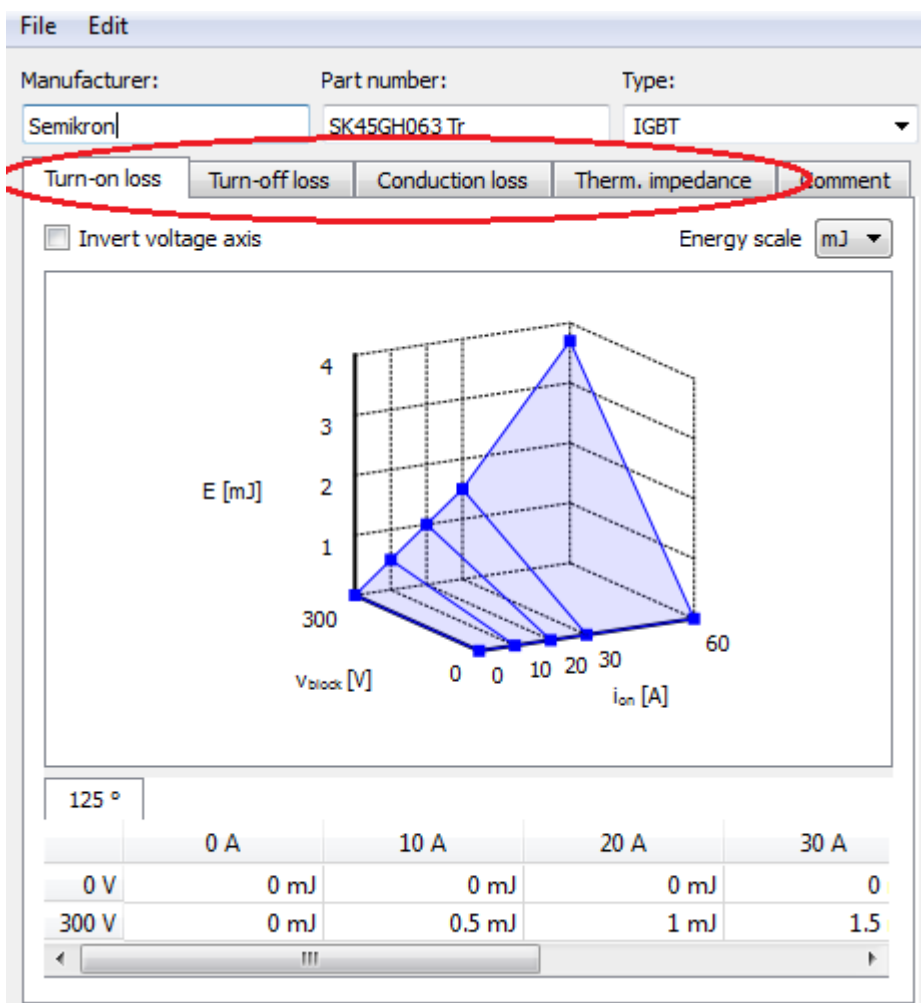 File Edit
Manufacturer: Part number: Type:
Semikron SK45GH063 Tr IGBT
Turn-on loss Turn-off loss Conduction loss Therm. impedance Comment
Invert voltage axis Energy scale mJ
4
3
E [mJ] 2
1
300
60
0 0 10 20 30
Vblock [V] ion [A]
125 °
0 A 10 A 20 A 30 A
0 V 0 mJ 0 mJ 0 mJ 0
300 V 0 mJ 0.5 mJ 1 mJ 1.5